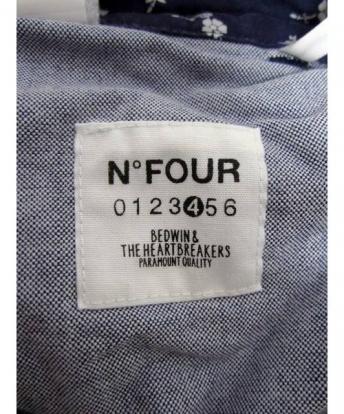 N°FOUR
0123456
BEDWIN &
THE HEARTBREAKERS
PARAMOUNT QUALITY